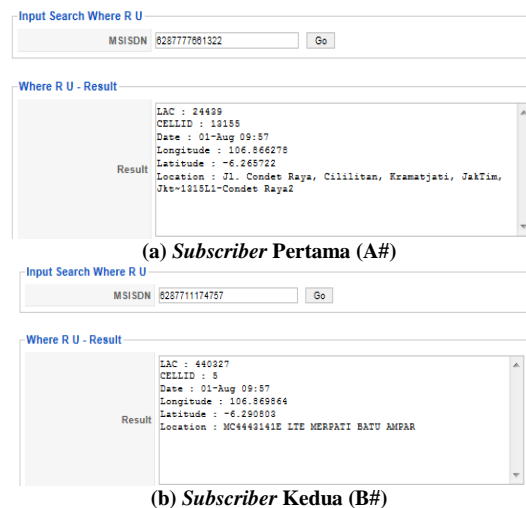 Input Search Where R U
MSISDN 6287777661322 Go
Where R U - Result
Result
LAC : 24439
CELLID : 13155
Date : 01-Aug 09:57
Longitude : 106.866278
Latitude : -6.265722
Location : Jl. Condet Raya, Cililitan, Kramatjati, JakTim,
Jkt~1315L1-Condet Raya2
(a) Subscriber Pertama (A#)
Input Search Where R U
MSISDN 6287711174757 Go
Where R U - Result
Result
LAC : 440327
CELLID : 5
Date : 01-Aug 09:57
Longitude : 106.869864
Latitude : -6.290803
Location : MC4443141E LTE MERPATI BATU AMPAR
(b) Subscriber Kedua (B#)